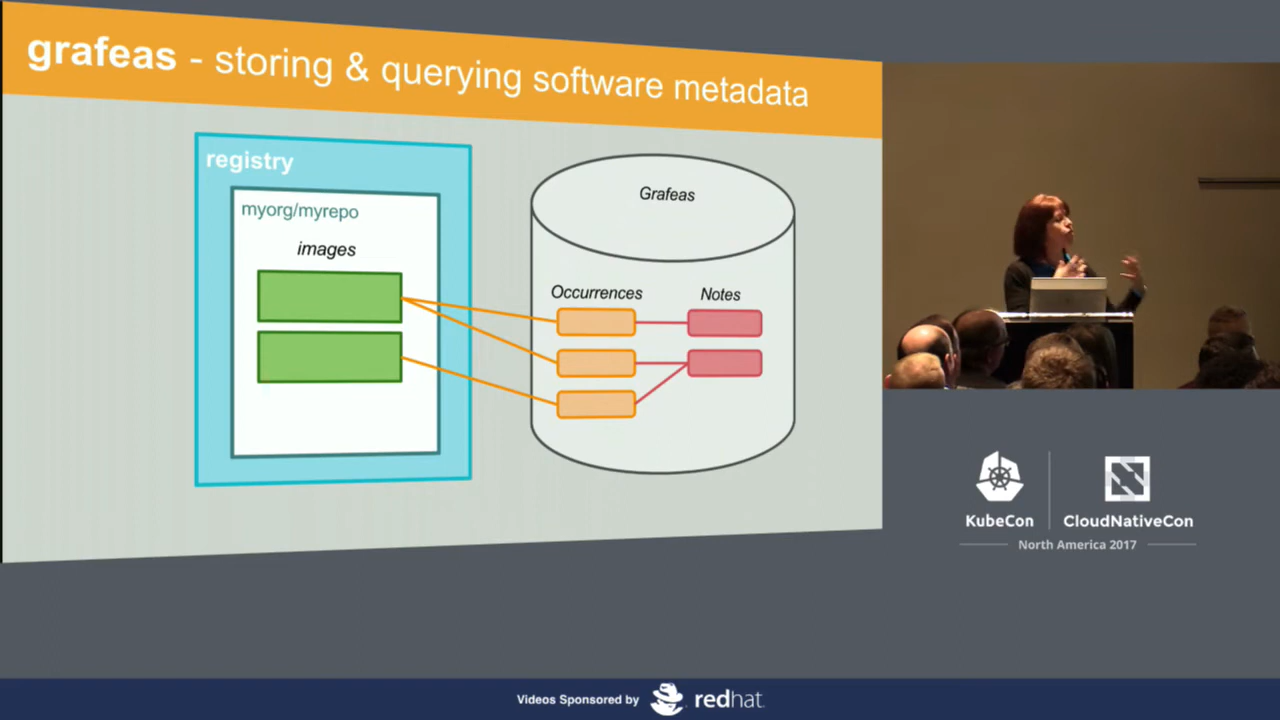 grafeas - storing & querying software metadata
registry
myorg/myrepo
images
Grafeas
Occurrences
Notes
KubeCon
CloudNativeCon
North America 2017
Videos Sponsored by
redhat.